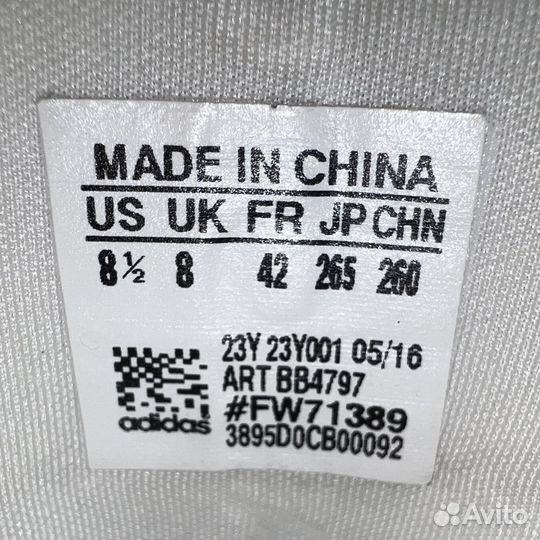 MADE IN CHINA
US UK FR JP CHN
8½ 8 42 265 260
23Y 23Y001 05/16
ART BB4797
#FW71389
adidas 3895D0CB00092
Avito